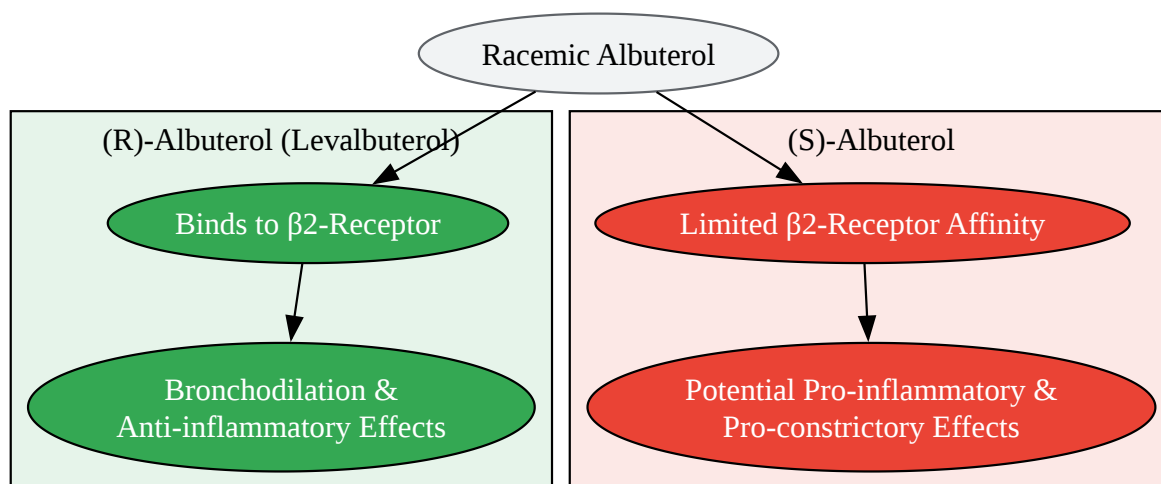 Racemic Albuterol
(R)-Albuterol (Levalbuterol)
Binds to β2-Receptor
Bronchodilation &
Anti-inflammatory Effects
(S)-Albuterol
Limited β2-Receptor Affinity
Potential Pro-inflammatory &
Pro-constrictory Effects